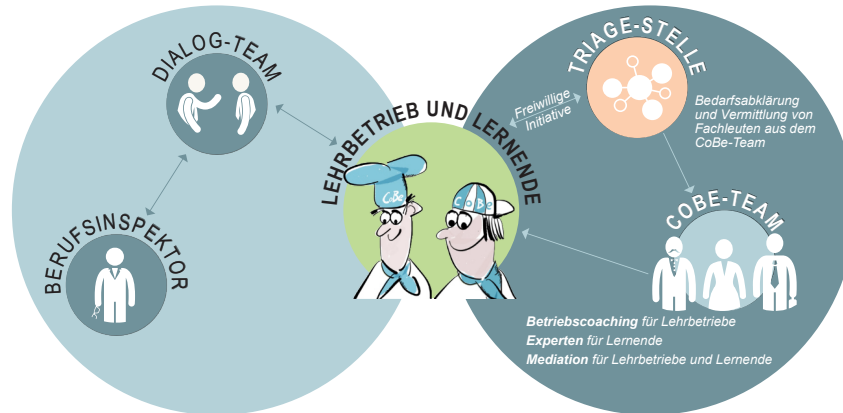 DIALOG-TEAM
BERUFSINSPEKTOR
LEHRBETRIEB UND LERNENDE
CoBe
COBE
Freiwillige
Initiative
TRIAGE-STELLE
Bedarfsabklärung
und Vermittlung von
Fachleuten aus dem
CoBe-Team
COBE-TEAM
Betriebscoaching für Lehrbetriebe
Experten für Lernende
Mediation für Lehrbetriebe und Lernende